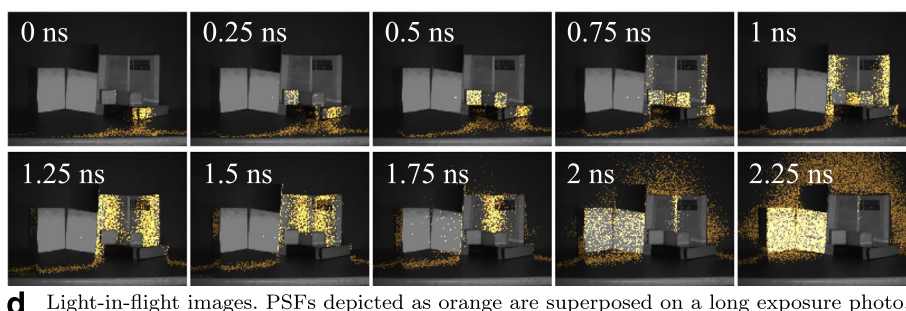 0 ns 0.25 ns 0.5 ns 0.75 ns 1 ns
1.25 ns 1.5 ns 1.75 ns 2 ns 2.25 ns
d Light-in-flight images. PSFs depicted as orange are superposed on a long exposure photo.